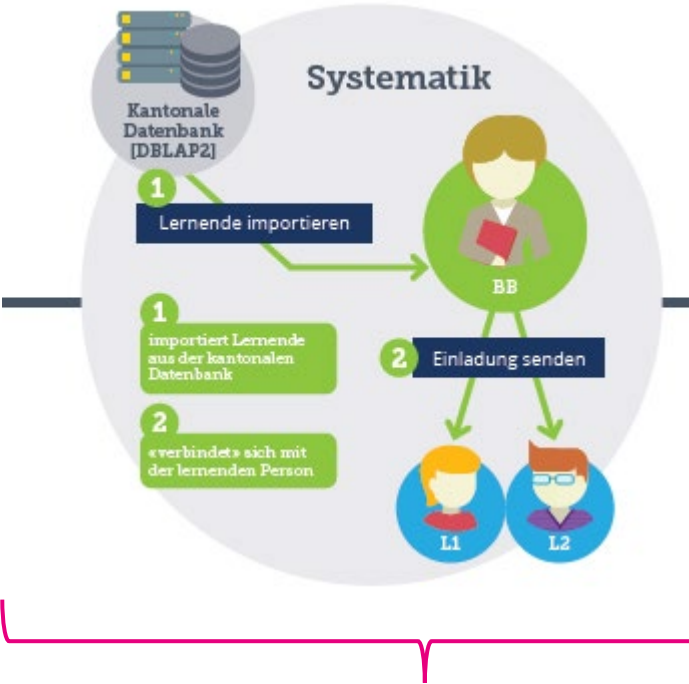 Systematik
Kantonale
Datenbank
[DBLAP2]
1
Lernende importieren
BB
1
importiert Lernende
aus der kantonalen
Datenbank
2
Einladung senden
2
«verbindet» sich mit
der lernenden Person
L1
L2